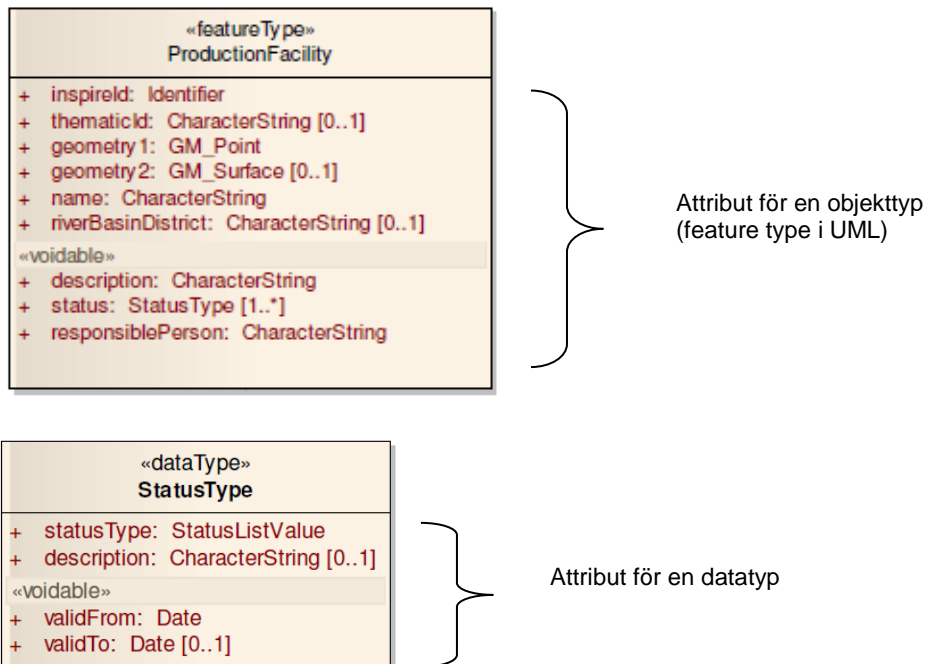 «featureType»
ProductionFacility
+ inspireId: Identifier
+ thematicId: CharacterString [0..1]
+ geometry1: GM_Point
+ geometry2: GM_Surface [0..1]
+ name: CharacterString
+ riverBasinDistrict: CharacterString [0..1]
«voidable»
+ description: CharacterString
+ status: StatusType [1..*]
+ responsiblePerson: CharacterString
Attribut för en objekttyp
(feature type i UML)
«dataType»
StatusType
+ statusType: StatusListValue
+ description: CharacterString [0..1]
«voidable»
+ validFrom: Date
+ validTo: Date [0..1]
Attribut för en datatyp